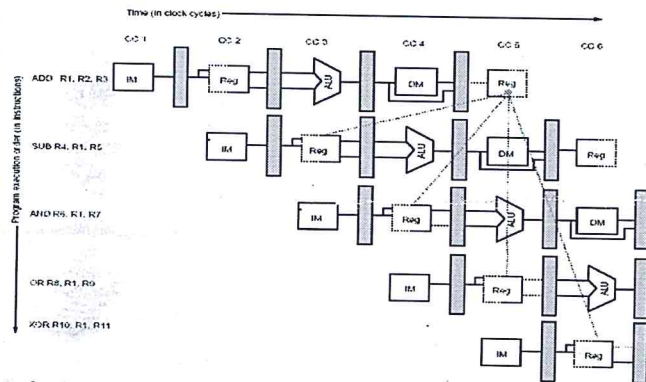 Time (in clock cycles)
CC 1 CC 2 CC 3 CC 4 CC 5 CC 6
Program execution order (in instructions)
ADD R1, R2, R3
IM Reg ALU DM Reg
SUB R4, R1, R5
IM Reg ALU DM Reg
AND R6, R1, R7
IM Reg ALU DM
OR R8, R1, R9
IM Reg ALU
XOR R10, R1, R11
IM Reg